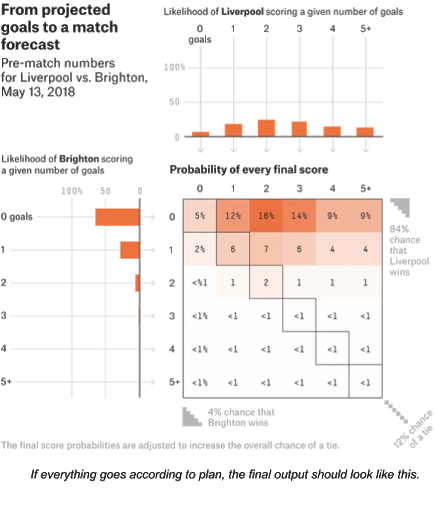 From projected
goals to a match
forecast
Pre-match numbers
for Liverpool vs. Brighton,
May 13, 2018
Likelihood of Liverpool scoring a given number of goals
0 1 2 3 4 5+
goals
100%
50
0
Likelihood of Brighton scoring
a given number of goals
100% 50 0
0 goals
1
2
3
4
5+
Probability of every final score
0 1 2 3 4 5+
0 5% 12% 16% 14% 9% 9%
1 2% 6 7 6 4 4
2 <%1 1 2 1 1 1
3 <1% <1 <1 <1 <1 <1
4 <1% <1 <1 <1 <1 <1
5+ <1% <1 <1 <1 <1 <1
84%
chance
that
Liverpool
wins
4% chance that
Brighton wins
12% chance
of a tie
The final score probabilities are adjusted to increase the overall chance of a tie.
If everything goes according to plan, the final output should look like this.